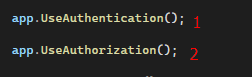 app.UseAuthentication(); 1
app.UseAuthorization(); 2